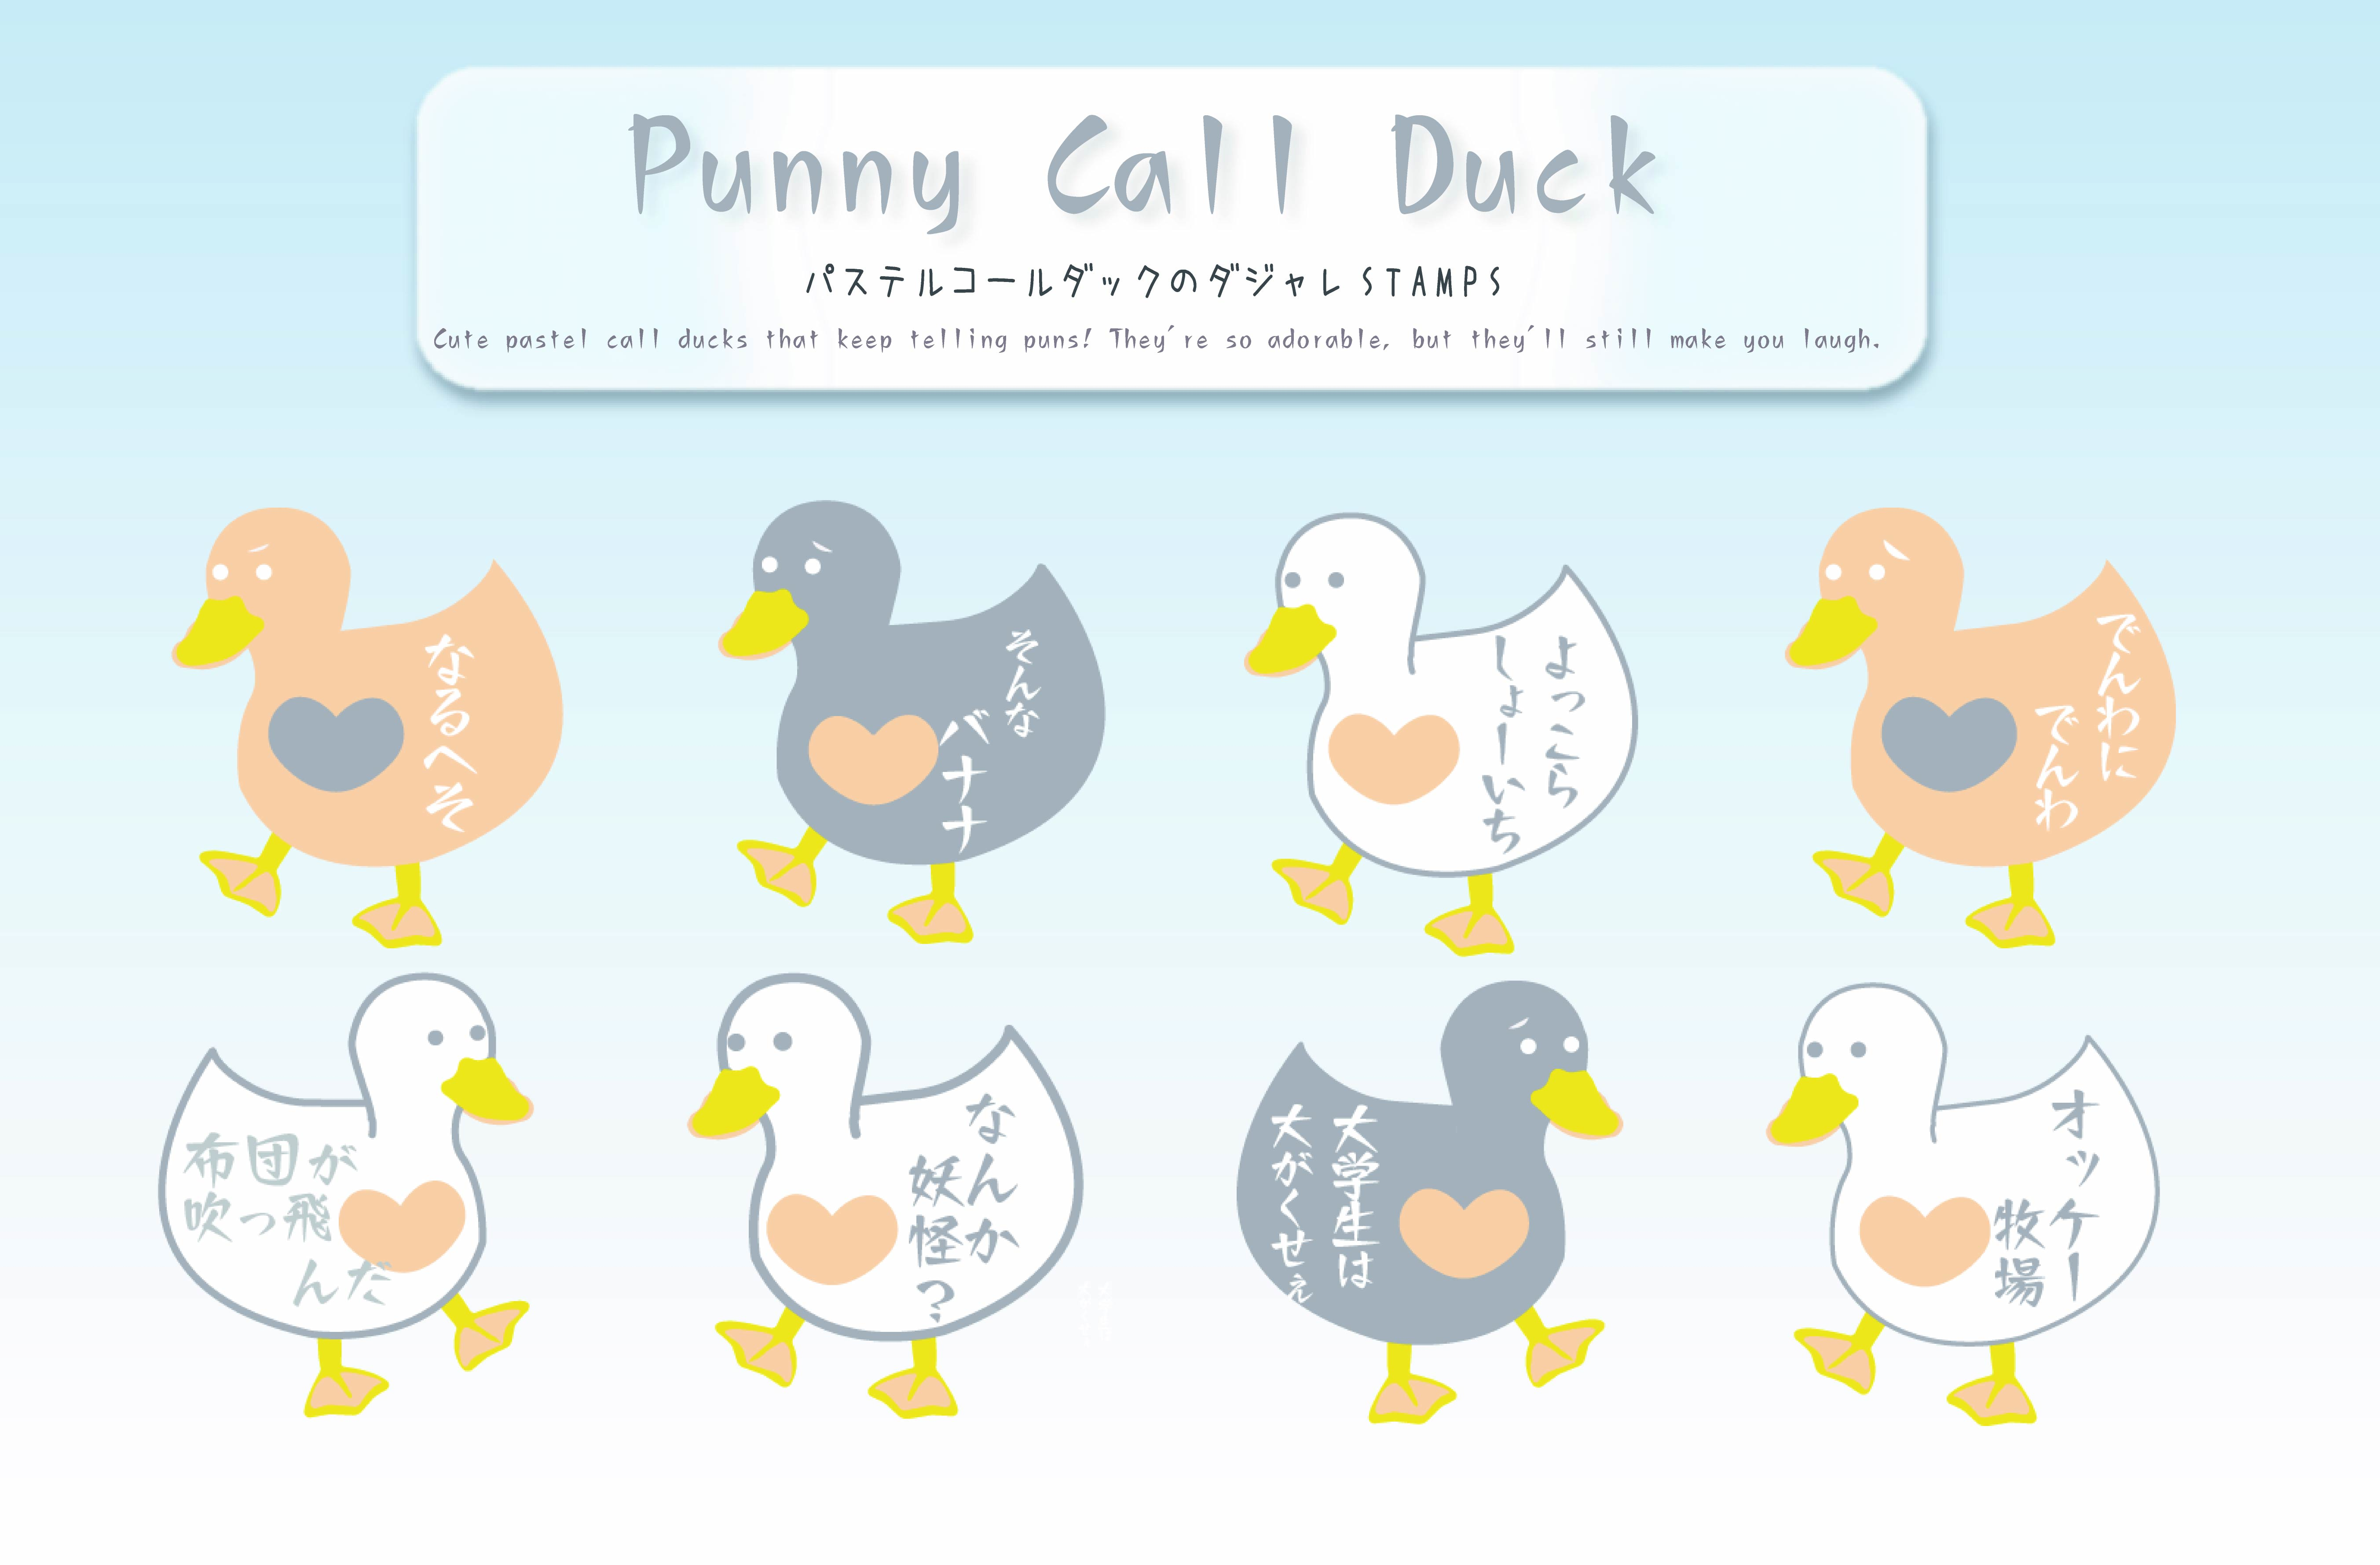 Punny Call Duck
パステルコールダックのダジャレSTAMPS
Cute pastel call ducks that keep telling puns! They're so adorable, but they'll still make you laugh.
なるへそ
そんな
バナナ
よっこら
しょーいち
でんわに
でんわ
布団が
吹っ飛
んだ
なんか
妖怪?
大学生は
大がくせぇ
オッケー
牧場